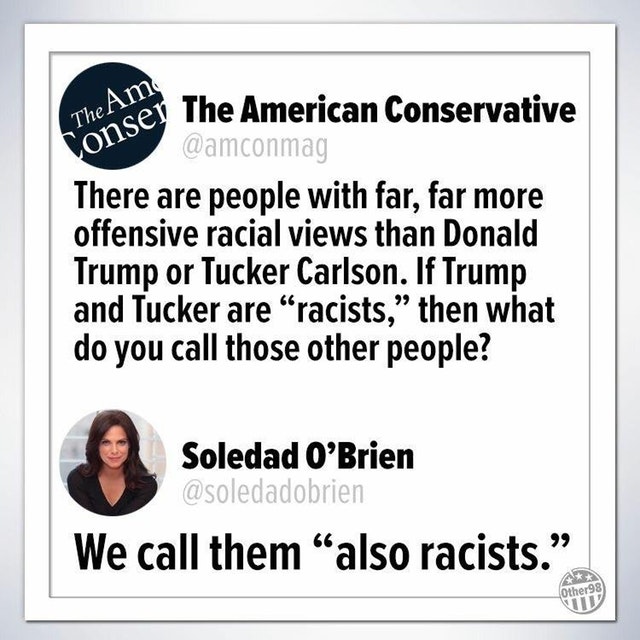 The Ame
Conser
The American Conservative
@amconmag
There are people with far, far more
offensive racial views than Donald
Trump or Tucker Carlson. If Trump
and Tucker are “racists,” then what
do you call those other people?
Soledad O’Brien
@soledadobrien
We call them “also racists.”
Other98